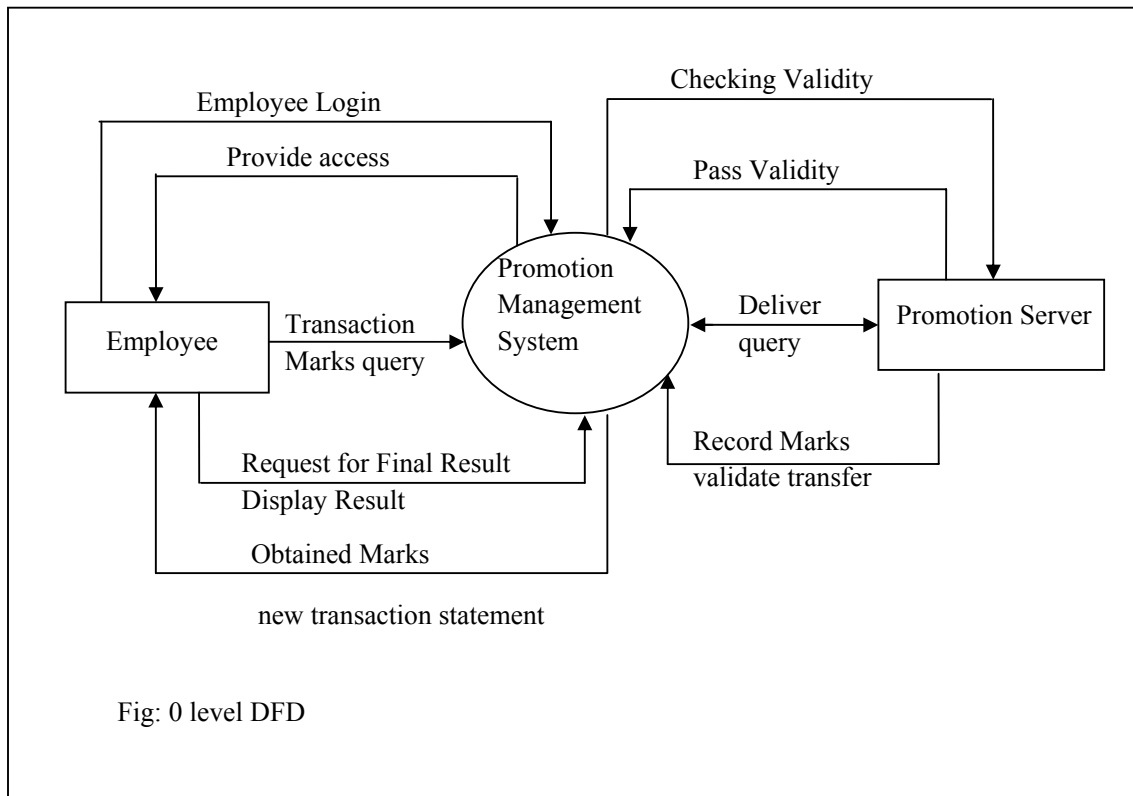 Checking Validity
Employee Login
Provide access
Pass Validity
Promotion
Management
System
Employee
Transaction
Marks query
Deliver
query
Promotion Server
Request for Final Result
Display Result
Record Marks
validate transfer
Obtained Marks
new transaction statement
Fig: 0 level DFD